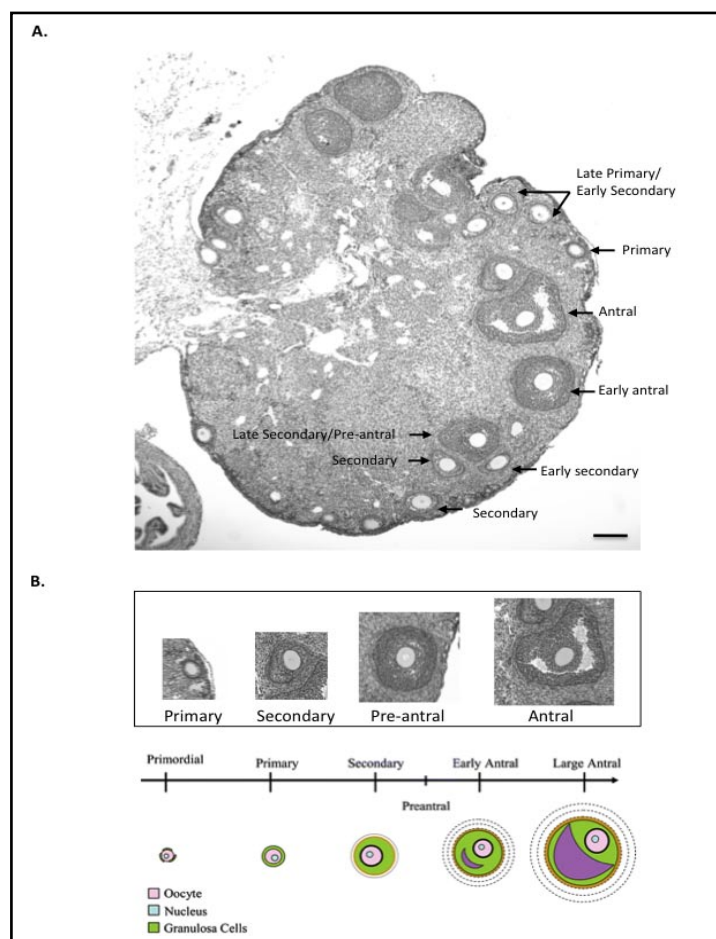 A.
Late Primary/
Early Secondary
Primary
Antral
Early antral
Late Secondary/Pre-antral
Secondary
Early secondary
Secondary
B.
Primary
Secondary
Pre-antral
Antral
Primordial
Primary
Secondary
Early Antral
Large Antral
Preantral
Oocyte
Nucleus
Granulosa Cells